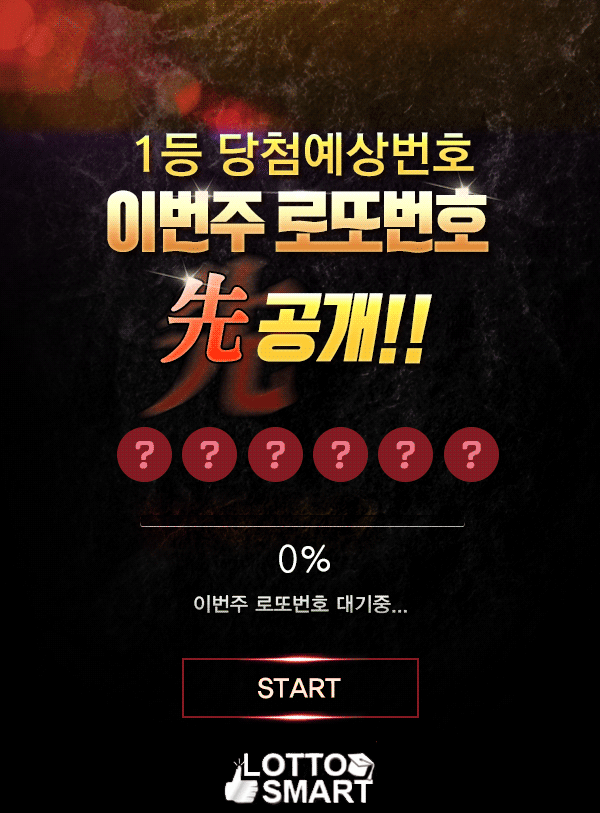 1등 당첨예상번호
이번주 로또번호
先 공개!!
? ? ? ? ? ?
0%
이번주 로또번호 대기중...
START
LOTTO
SMART